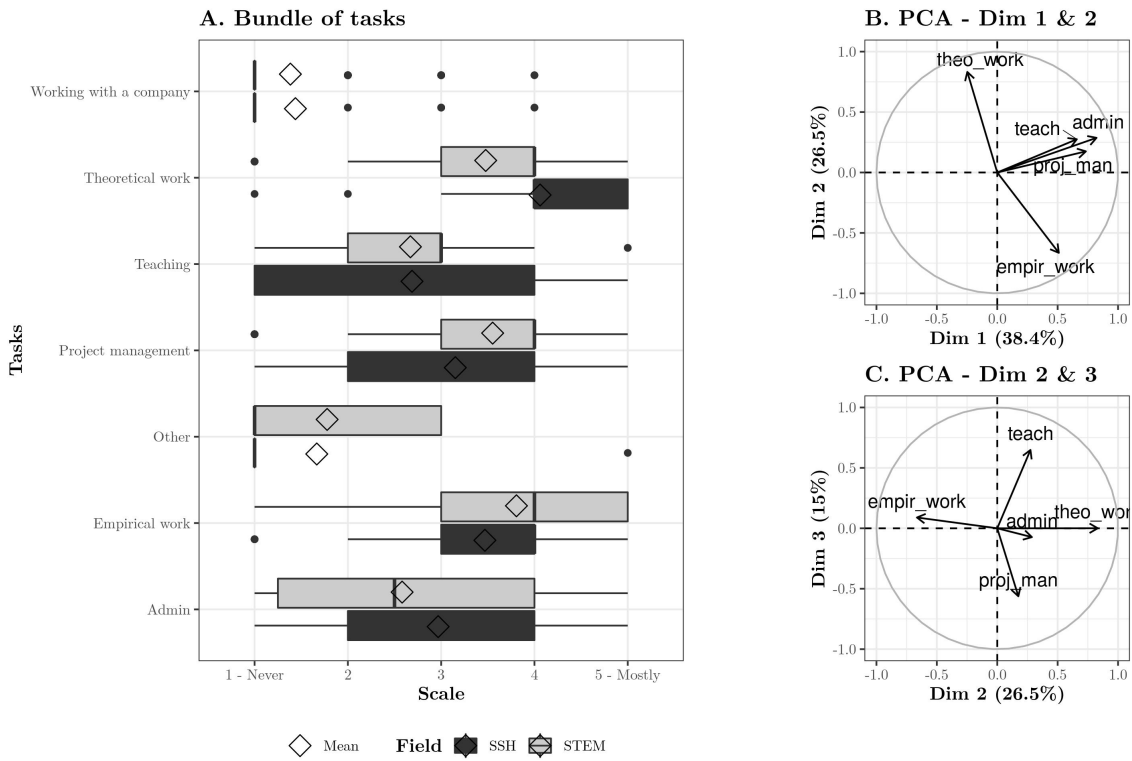 A. Bundle of tasks
Tasks
Working with a company
Theoretical work
Teaching
Project management
Other
Empirical work
Admin
1 - Never 2 3 4 5 - Mostly
Scale
Mean Field SSH STEM
B. PCA - Dim 1 & 2
Dim 2 (26.5%)
1.0
0.5
0.0
-0.5
-1.0
theo_work
teach
admin
proj_man
empir_work
-1.0 -0.5 0.0 0.5 1.0
Dim 1 (38.4%)
C. PCA - Dim 2 & 3
Dim 3 (15%)
1.0
0.5
0.0
-0.5
-1.0
teach
empir_work
admin
theo_wor
proj_man
-1.0 -0.5 0.0 0.5 1.0
Dim 2 (26.5%)